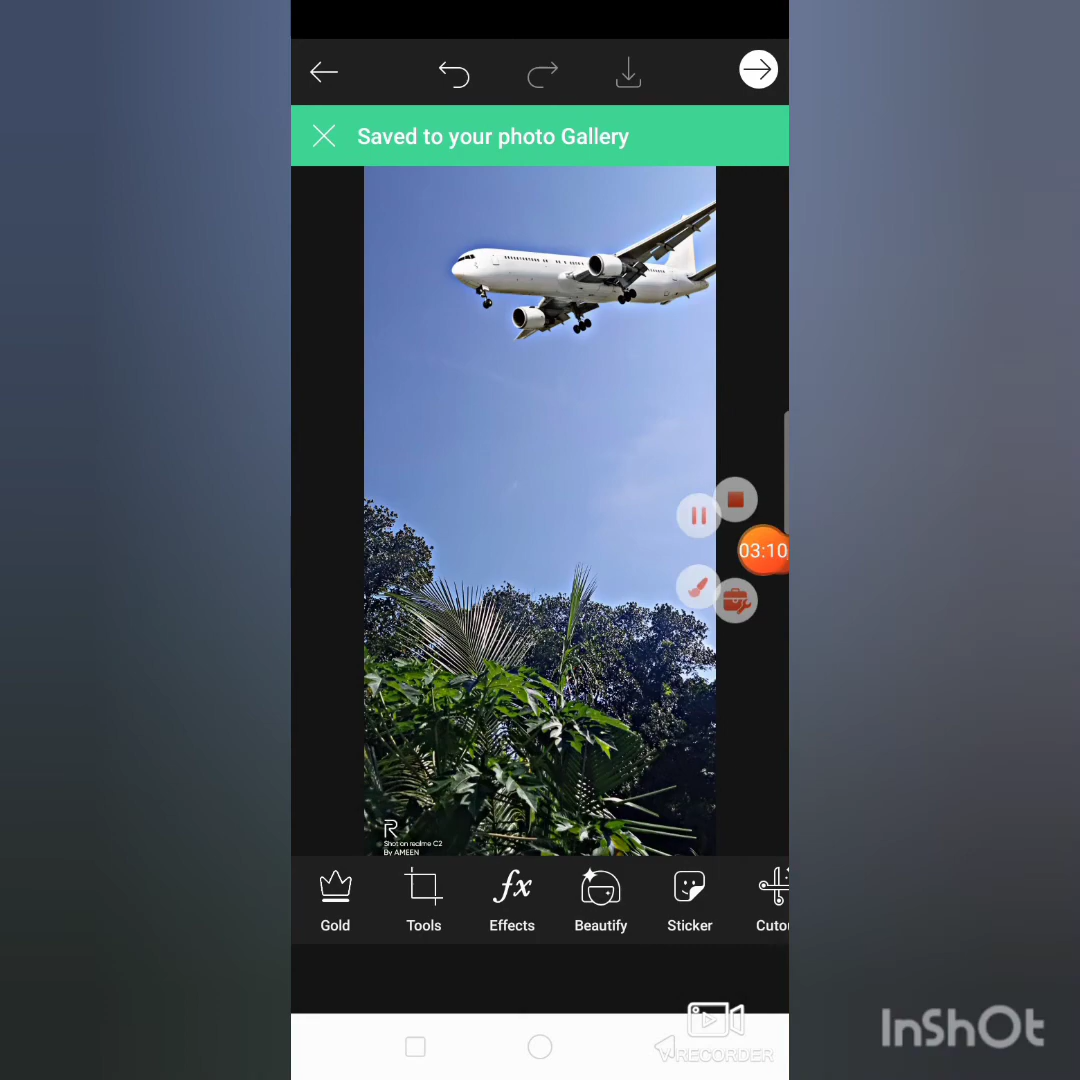 Saved to your photo Gallery
03:10
R
Shot on realme C2
By AMEEN
Gold
Tools
Effects
Beautify
Sticker
Cuto
V RECORDER
InShOt